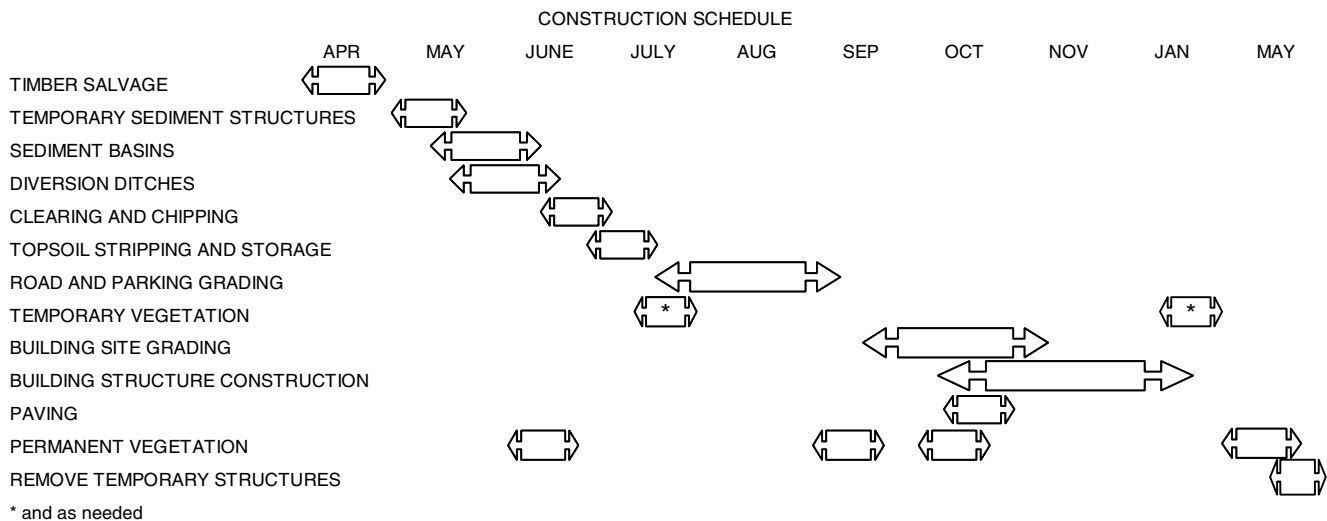 CONSTRUCTION SCHEDULE
APR MAY JUNE JULY AUG SEP OCT NOV JAN MAY
TIMBER SALVAGE
TEMPORARY SEDIMENT STRUCTURES
SEDIMENT BASINS
DIVERSION DITCHES
CLEARING AND CHIPPING
TOPSOIL STRIPPING AND STORAGE
ROAD AND PARKING GRADING
TEMPORARY VEGETATION * *
BUILDING SITE GRADING
BUILDING STRUCTURE CONSTRUCTION
PAVING
PERMANENT VEGETATION
REMOVE TEMPORARY STRUCTURES
* and as needed